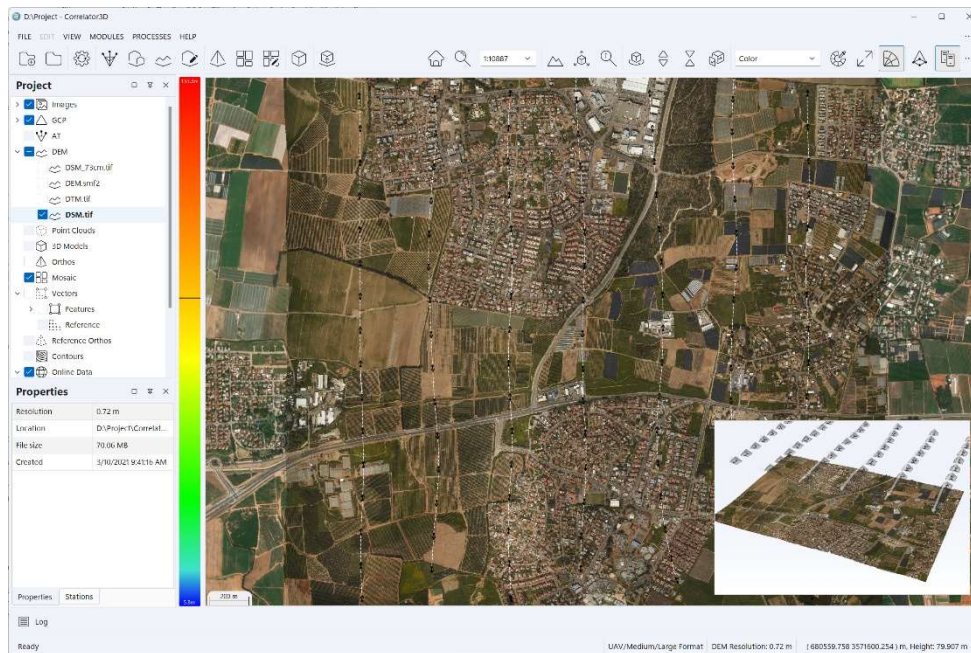 D:\Project - Correlator3D
FILE EDIT VIEW MODULES PROCESSES HELP
1:10887
Color
Project
Images
GCP
AT
DEM
DSM_73cm.tif
DEM.smf2
DTM.tif
DSM.tif
Point Clouds
3D Models
Orthos
Mosaic
Vectors
Features
Reference
Reference Orthos
Contours
Online Data
Properties
Resolution 0.72 m
Location D:\Project\Correlat...
File size 70.06 MB
Created 3/10/2021 9:41:16 AM
Properties Stations
200 m
Log
Ready UAV/Medium/Large Format DEM Resolution: 0.72 m ( 680559.758 3571600.254 ) m, Height: 79.907 m